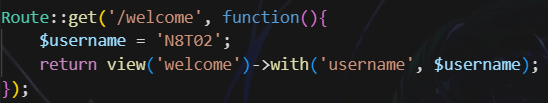 Route::get('/welcome', function(){
    $username = 'N8T02';
    return view('welcome')->with('username', $username);
});